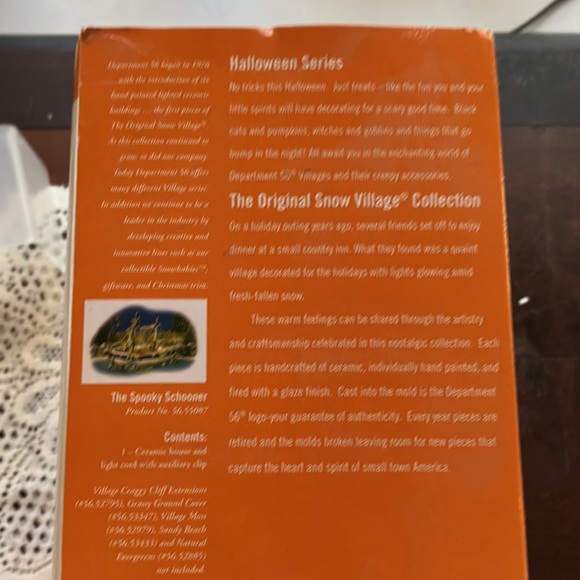 Department 56 began in 1976
with the introduction of six
hand-painted lighted ceramic
buildings ... the first pieces of
The Original Snow Village®.
As this collection continued to
grow so did our company.
Today Department 56 offers
many different Village series.
In addition we continue to be a
leader in the industry by
developing creative and
innovative lines such as our
collectible Snowbabies™,
giftware, and Christmas trim.
The Spooky Schooner
Product No. 56.55087
Contents:
1 - Ceramic house and
light cord with auxiliary clip
Village Craggy Cliff Extensions
(#56.52795), Grassy Ground Cover
(#56.53347), Village Moss
(#56.52979), Sandy Beach
(#56.53433) and Natural
Evergreens (#56.52885)
not included.
Halloween Series
No tricks this Halloween. Just treats – like the fun you and your
little spirits will have decorating for a scary good time. Black
cats and pumpkins, witches and goblins and things that go
bump in the night! All await you in the enchanting world of
Department 56® Villages and their creepy accessories.
The Original Snow Village® Collection
On a holiday outing years ago, several friends set off to enjoy
dinner at a small country inn. What they found was a quaint
village decorated for the holidays with lights glowing amid
fresh-fallen snow.
These warm feelings can be shared through the artistry
and craftsmanship celebrated in this nostalgic collection. Each
piece is handcrafted of ceramic, individually hand painted, and
fired with a glaze finish. Cast into the mold is the Department
56® logo-your guarantee of authenticity. Every year pieces are
retired and the molds broken leaving room for new pieces that
capture the heart and spirit of small town America.